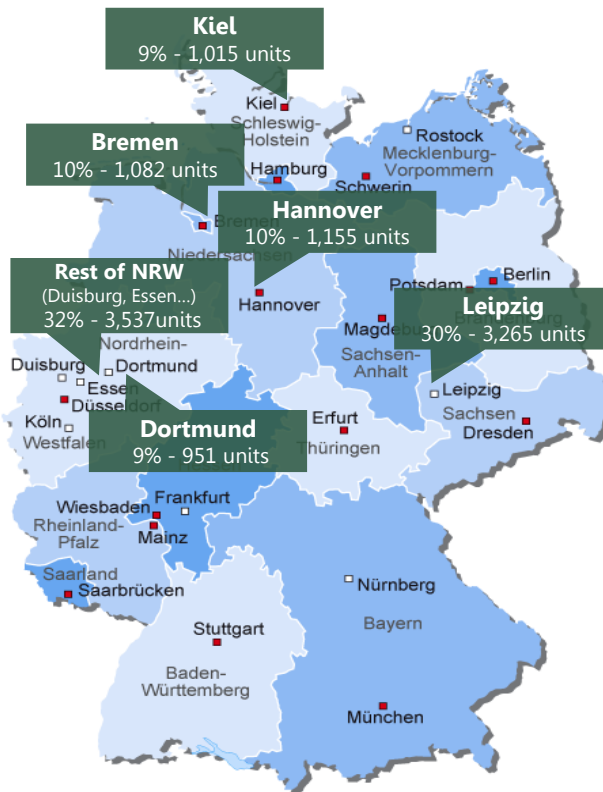 Kiel
9% - 1,015 units
Kiel
Schleswig-
Holstein
Rostock
Mecklenburg-
Vorpommern
Bremen
10% - 1,082 units
Hamburg
Schwerin
Bremen
Hannover
10% - 1,155 units
Niedersachsen
Rest of NRW
(Duisburg, Essen...)
32% - 3,537units
Hannover
Berlin
Potsdam
Brandenburg
Leipzig
30% - 3,265 units
Magdebu
Sachsen-
Anhalt
Nordrhein-
Duisburg
Dortmund
Essen
Düsseldorf
Köln
Westfalen
Leipzig
Sachsen
Dresden
Dortmund
9% - 951 units
Erfurt
Thüringen
Wiesbaden
Frankfurt
Rheinland-
Pfalz
Mainz
Saarland
Saarbrücken
Nürnberg
Bayern
Stuttgart
Baden-
Württemberg
München